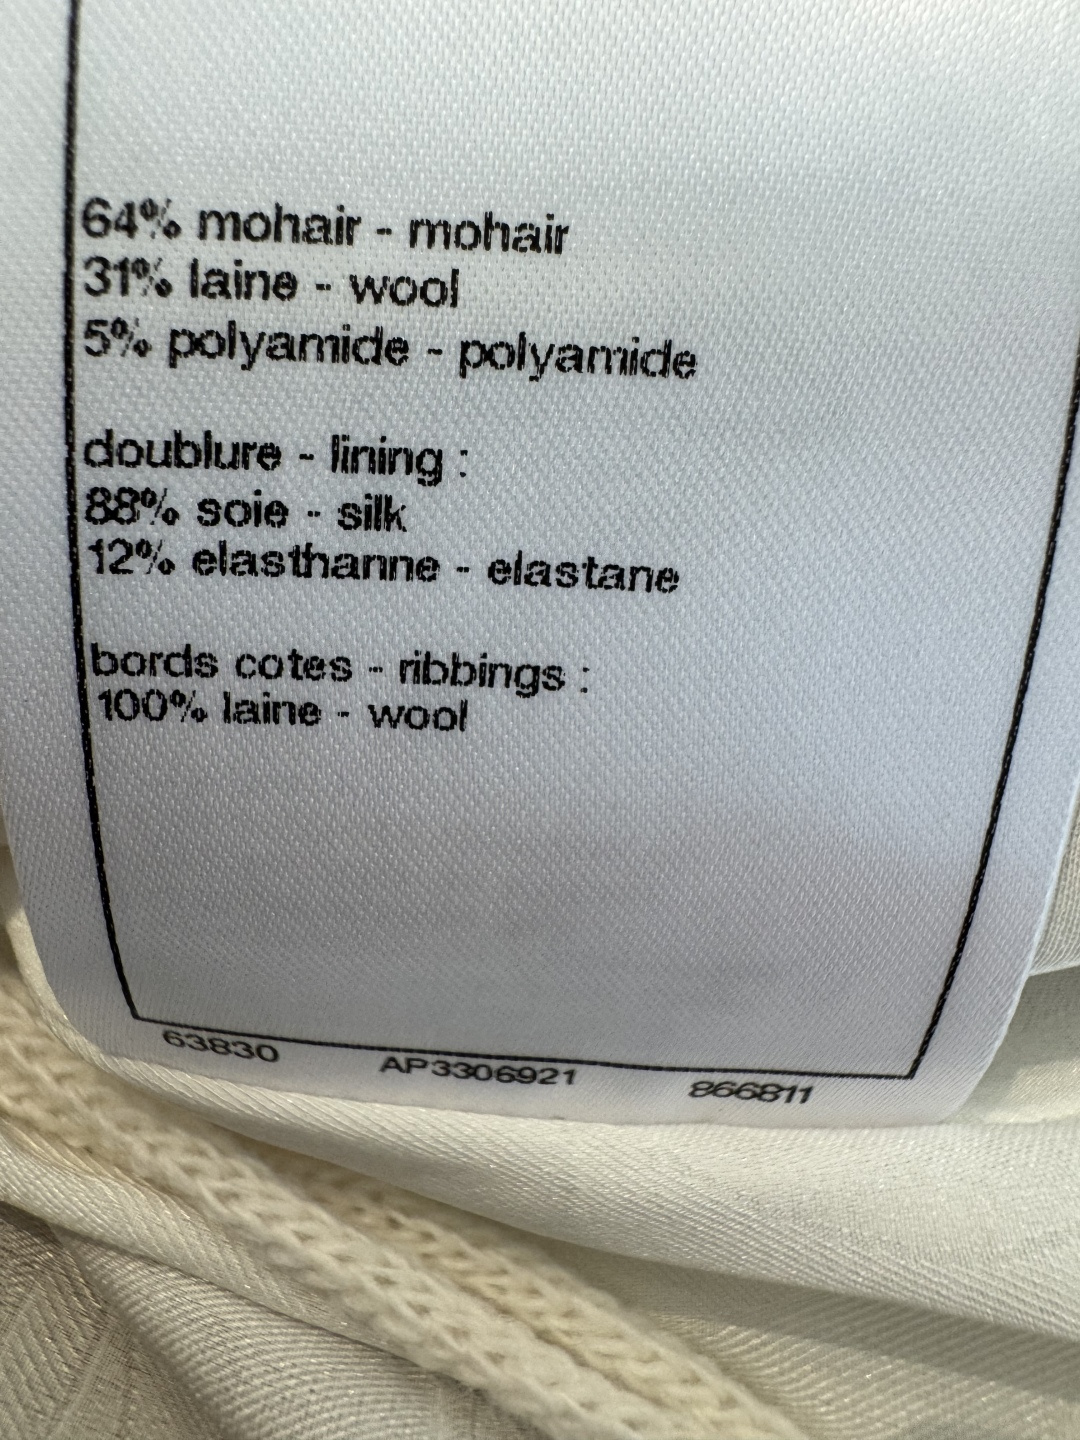 64% mohair - mohair
31% laine - wool
5% polyamide - polyamide
doublure - lining :
88% soie - silk
12% elasthanne - elastane
bords cotes - ribbings :
100% laine - wool
63830 AP3306921 866811